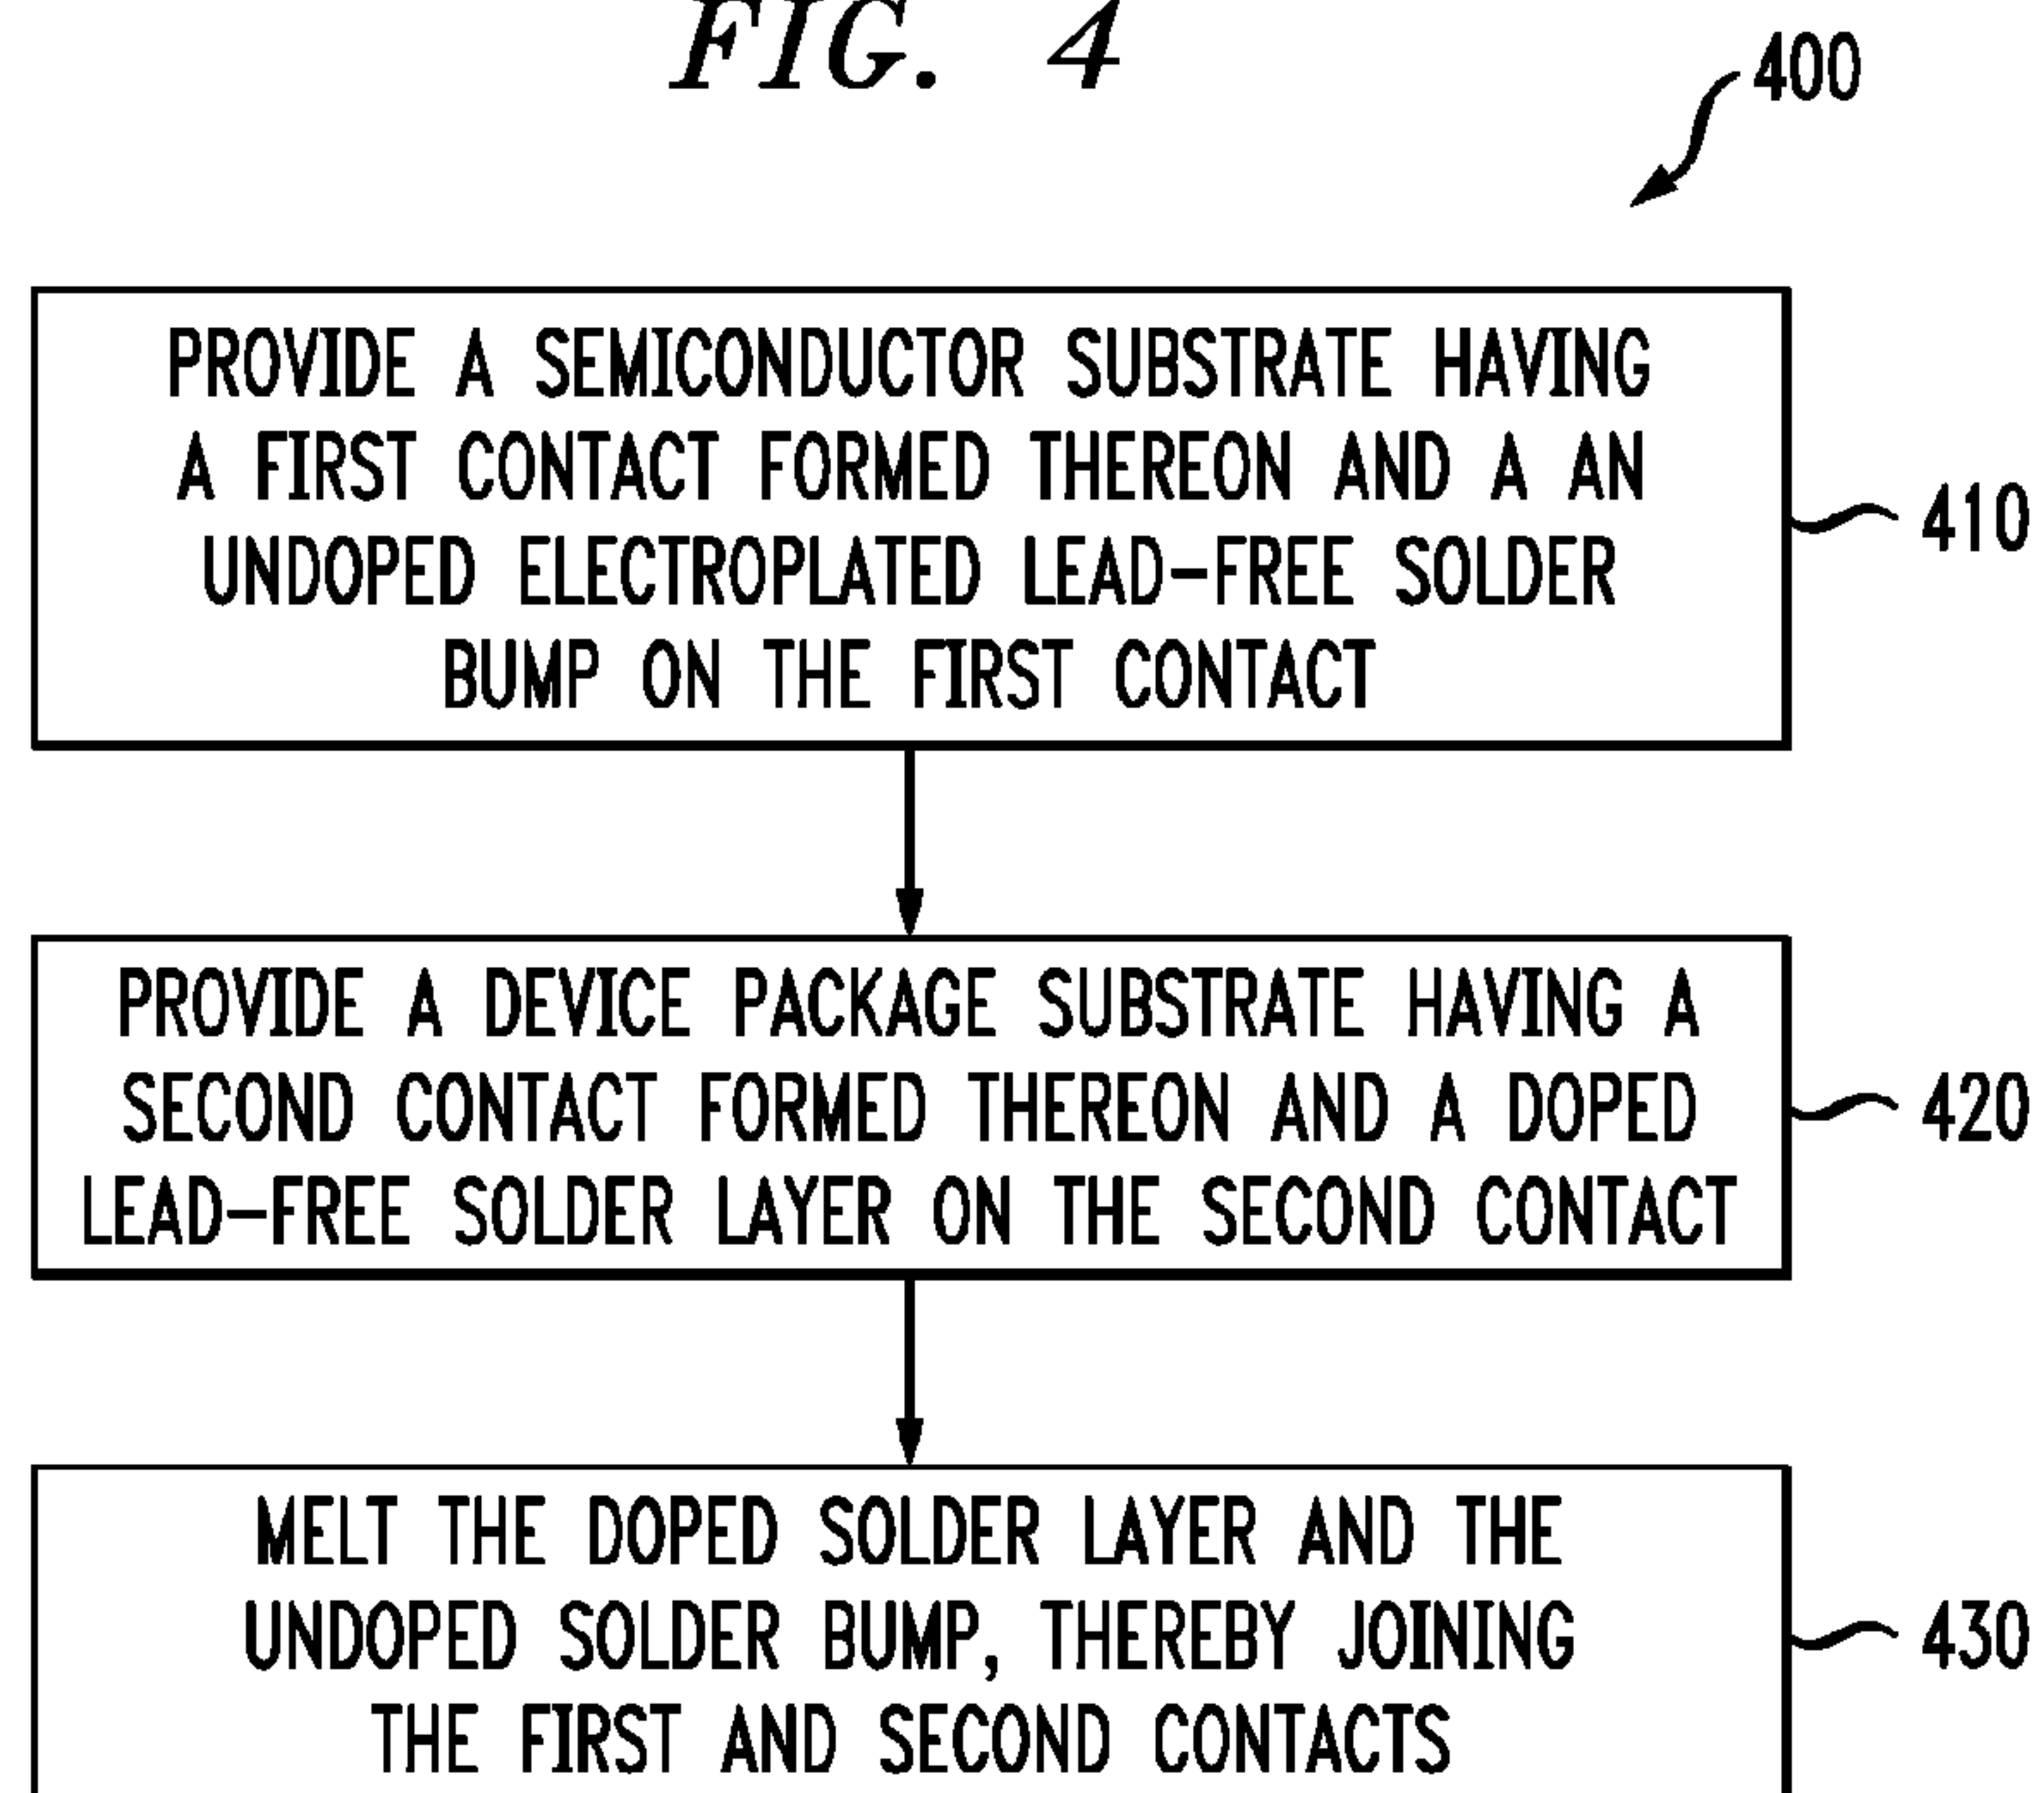 FIG. 4
400
PROVIDE A SEMICONDUCTOR SUBSTRATE HAVING
A FIRST CONTACT FORMED THEREON AND A AN
UNDOPED ELECTROPLATED LEAD-FREE SOLDER
BUMP ON THE FIRST CONTACT
410
PROVIDE A DEVICE PACKAGE SUBSTRATE HAVING A
SECOND CONTACT FORMED THEREON AND A DOPED
LEAD-FREE SOLDER LAYER ON THE SECOND CONTACT
420
MELT THE DOPED SOLDER LAYER AND THE
UNDOPED SOLDER BUMP, THEREBY JOINING
THE FIRST AND SECOND CONTACTS
430